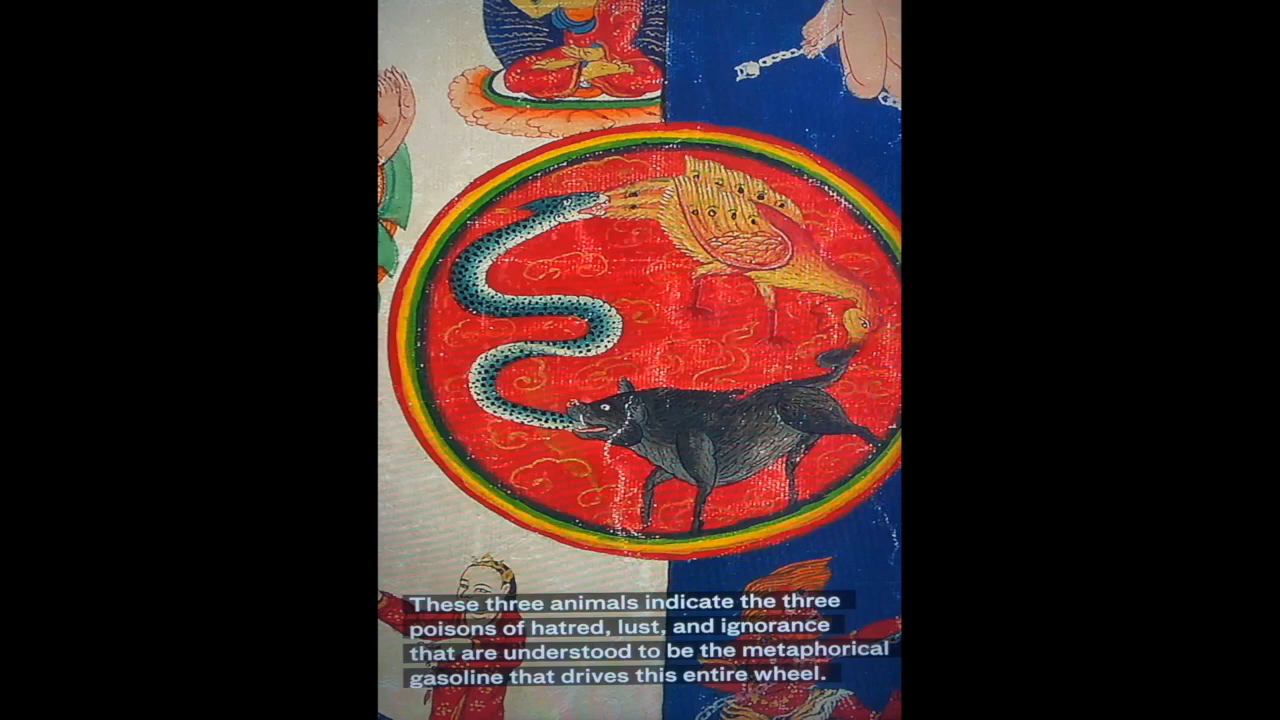 These three animals indicate the three
poisons of hatred, lust, and ignorance
that are understood to be the metaphorical
gasoline that drives this entire wheel.